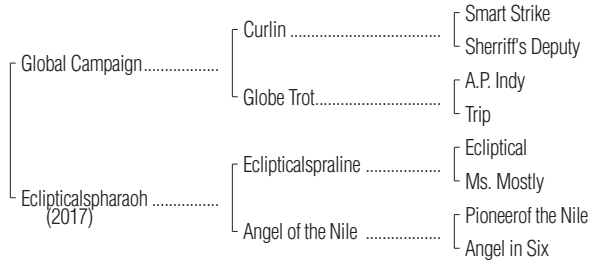 Smart Strike
Curlin
Sherriff's Deputy
Global Campaign
A.P. Indy
Globe Trot
Trip
Ecliptical
Eclipticalspraline
Ms. Mostly
Eclipticalspharaoh
(2017)
Pioneerof the Nile
Angel of the Nile
Angel in Six